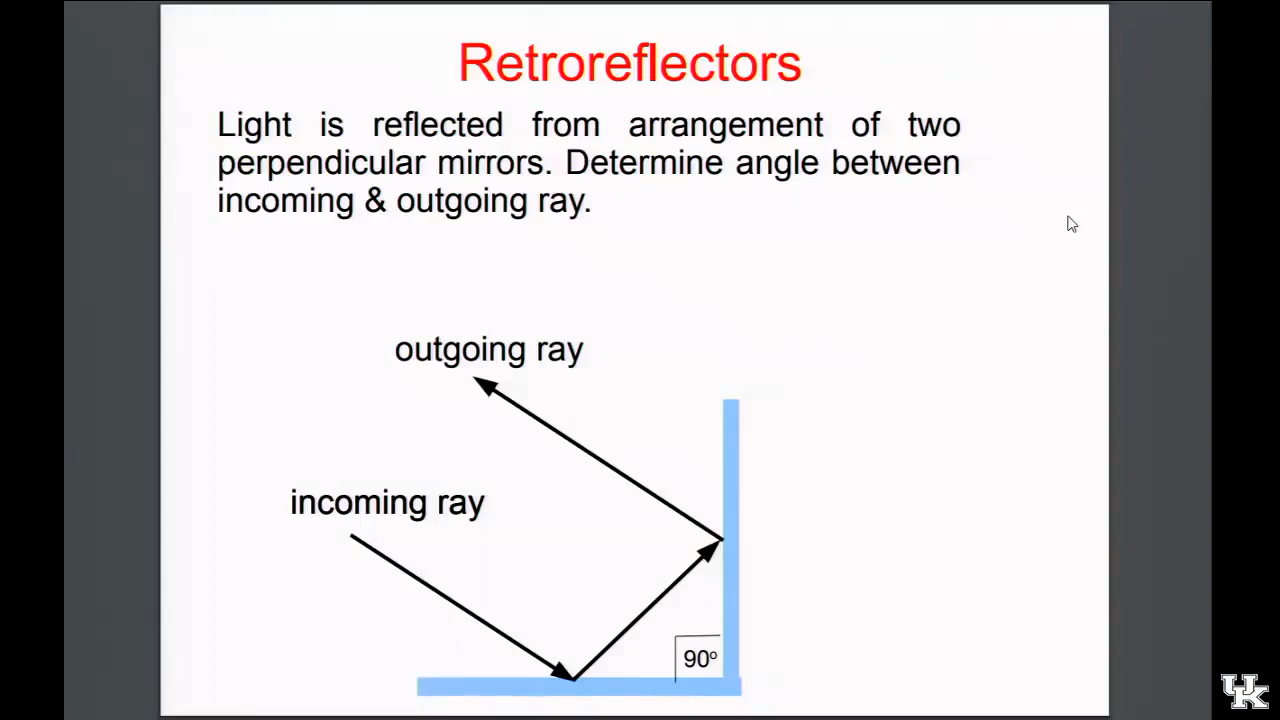 Retroreflectors
Light is reflected from arrangement of two
perpendicular mirrors. Determine angle between
incoming & outgoing ray.
outgoing ray
incoming ray
90º
UK